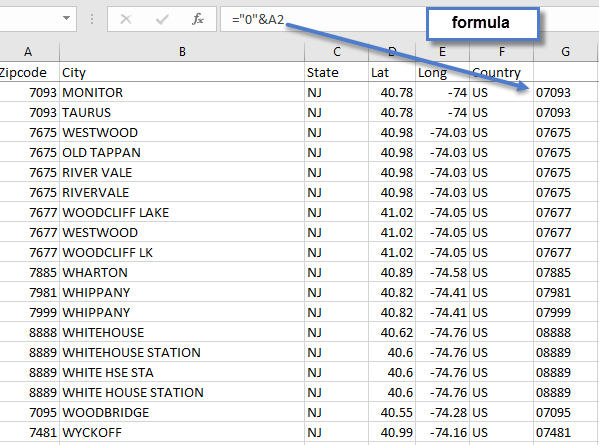 fx ="0"&A2 formula
A B C D E F G
Zipcode City State Lat Long Country
7093 MONITOR NJ 40.78 -74 US 07093
7093 TAURUS NJ 40.78 -74 US 07093
7675 WESTWOOD NJ 40.98 -74.03 US 07675
7675 OLD TAPPAN NJ 40.98 -74.03 US 07675
7675 RIVER VALE NJ 40.98 -74.03 US 07675
7675 RIVERVALE NJ 40.98 -74.03 US 07675
7677 WOODCLIFF LAKE NJ 41.02 -74.05 US 07677
7677 WESTWOOD NJ 41.02 -74.05 US 07677
7677 WOODCLIFF LK NJ 41.02 -74.05 US 07677
7885 WHARTON NJ 40.89 -74.58 US 07885
7981 WHIPPANY NJ 40.82 -74.41 US 07981
7999 WHIPPANY NJ 40.82 -74.41 US 07999
8888 WHITEHOUSE NJ 40.62 -74.76 US 08888
8889 WHITEHOUSE STATION NJ 40.6 -74.76 US 08889
8889 WHITE HSE STA NJ 40.6 -74.76 US 08889
8889 WHITE HOUSE STATION NJ 40.6 -74.76 US 08889
7095 WOODBRIDGE NJ 40.55 -74.28 US 07095
7481 WYCKOFF NJ 40.99 -74.16 US 07481